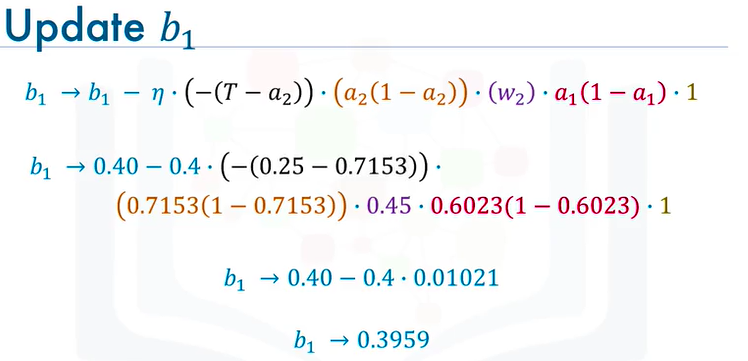 Update b₁
b₁ → b₁ − η · (−(T − a₂)) · (a₂(1 − a₂)) · (w₂) · a₁(1 − a₁) · 1
b₁ → 0.40 − 0.4 · (−(0.25 − 0.7153)) ·
(0.7153(1 − 0.7153)) · 0.45 · 0.6023(1 − 0.6023) · 1
b₁ → 0.40 − 0.4 · 0.01021
b₁ → 0.3959